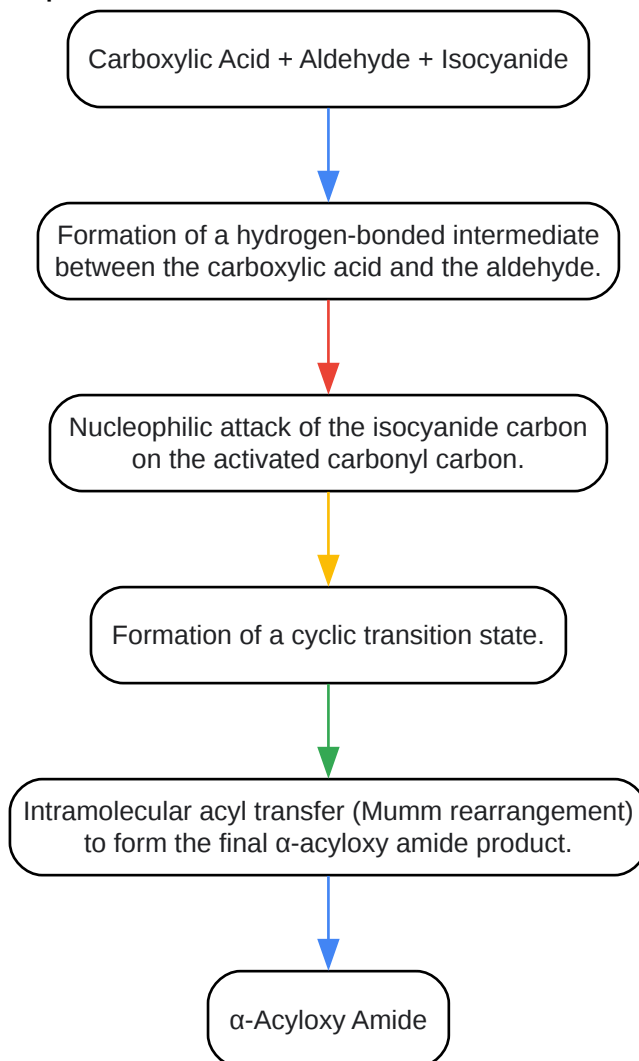 Carboxylic Acid + Aldehyde + Isocyanide
Formation of a hydrogen-bonded intermediate
between the carboxylic acid and the aldehyde.
Nucleophilic attack of the isocyanide carbon
on the activated carbonyl carbon.
Formation of a cyclic transition state.
Intramolecular acyl transfer (Mumm rearrangement)
to form the final α-acyloxy amide product.
α-Acyloxy Amide